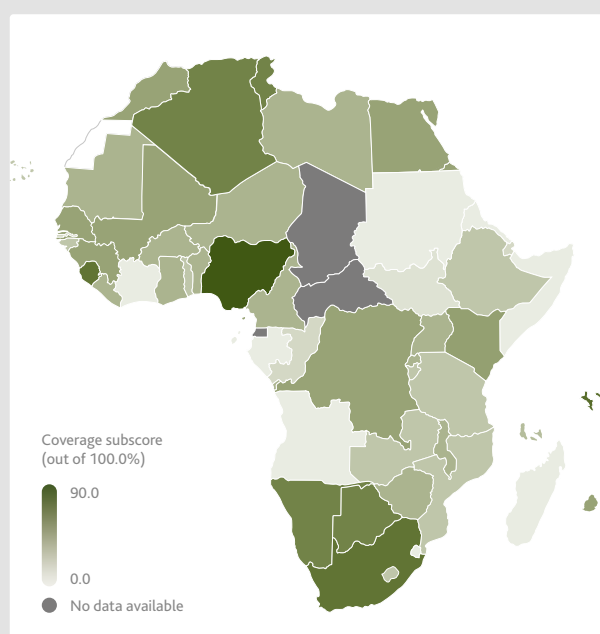 Coverage subscore
(out of 100.0%)
90.0
0.0
No data available